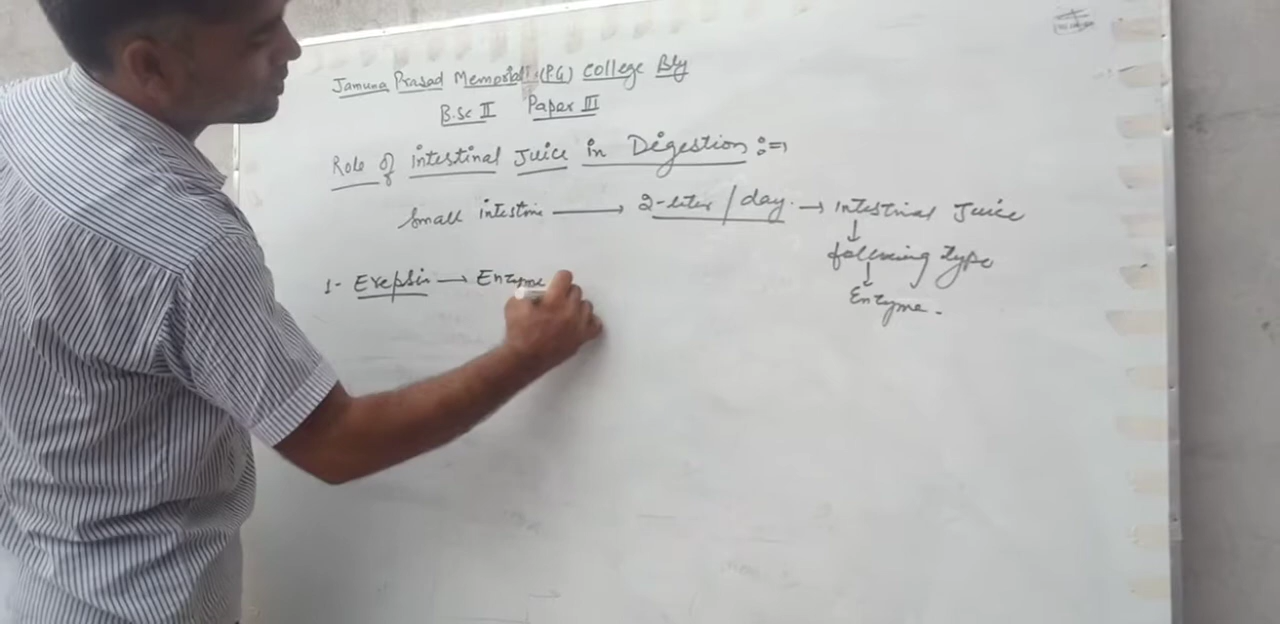 Jamuna Prasad Memorial (PG) College Bly
B.Sc II Paper III
Role of intestinal Juice in Digestion :=
Small intestine → 2-liter / day. → Intestinal Juice
↓
following type
↓
Enzyme.
1- Erepsin → Enzyme